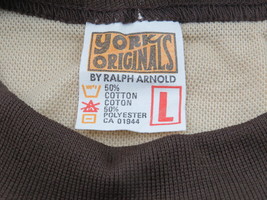 YORK
ORIGINALS
BY RALPH ARNOLD
50%
COTTON
COTON
50%
POLYESTER
CA 01944
L